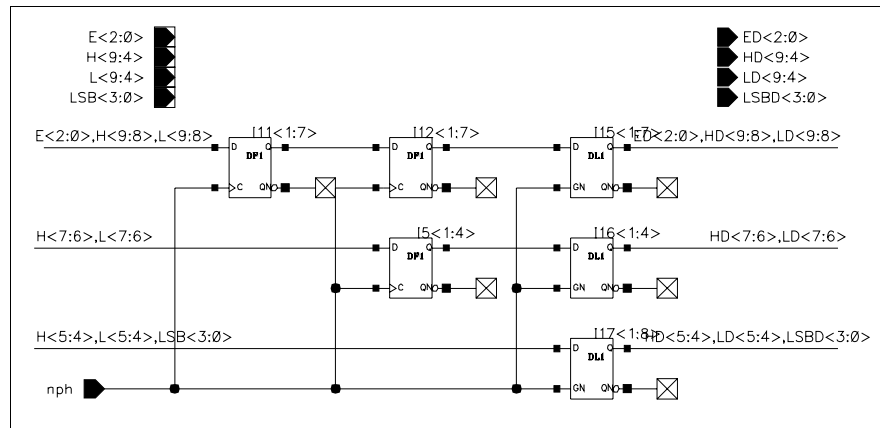 E<2:0>
H<9:4>
L<9:4>
LSB<3:0>
ED<2:0>
HD<9:4>
LD<9:4>
LSBD<3:0>
E<2:0>,H<9:8>,L<9:8>
I11<1:7>
I12<1:7>
I15<1:7>
ED<2:0>,HD<9:8>,LD<9:8>
D Q
DF1
C QN
D Q
DF1
C QN
D Q
DL1
GN QN
H<7:6>,L<7:6>
I5<1:4>
I16<1:4>
HD<7:6>,LD<7:6>
D Q
DF1
C QN
D Q
DL1
GN QN
H<5:4>,L<5:4>,LSB<3:0>
I17<1:8>
HD<5:4>,LD<5:4>,LSBD<3:0>
D Q
DL1
GN QN
nph